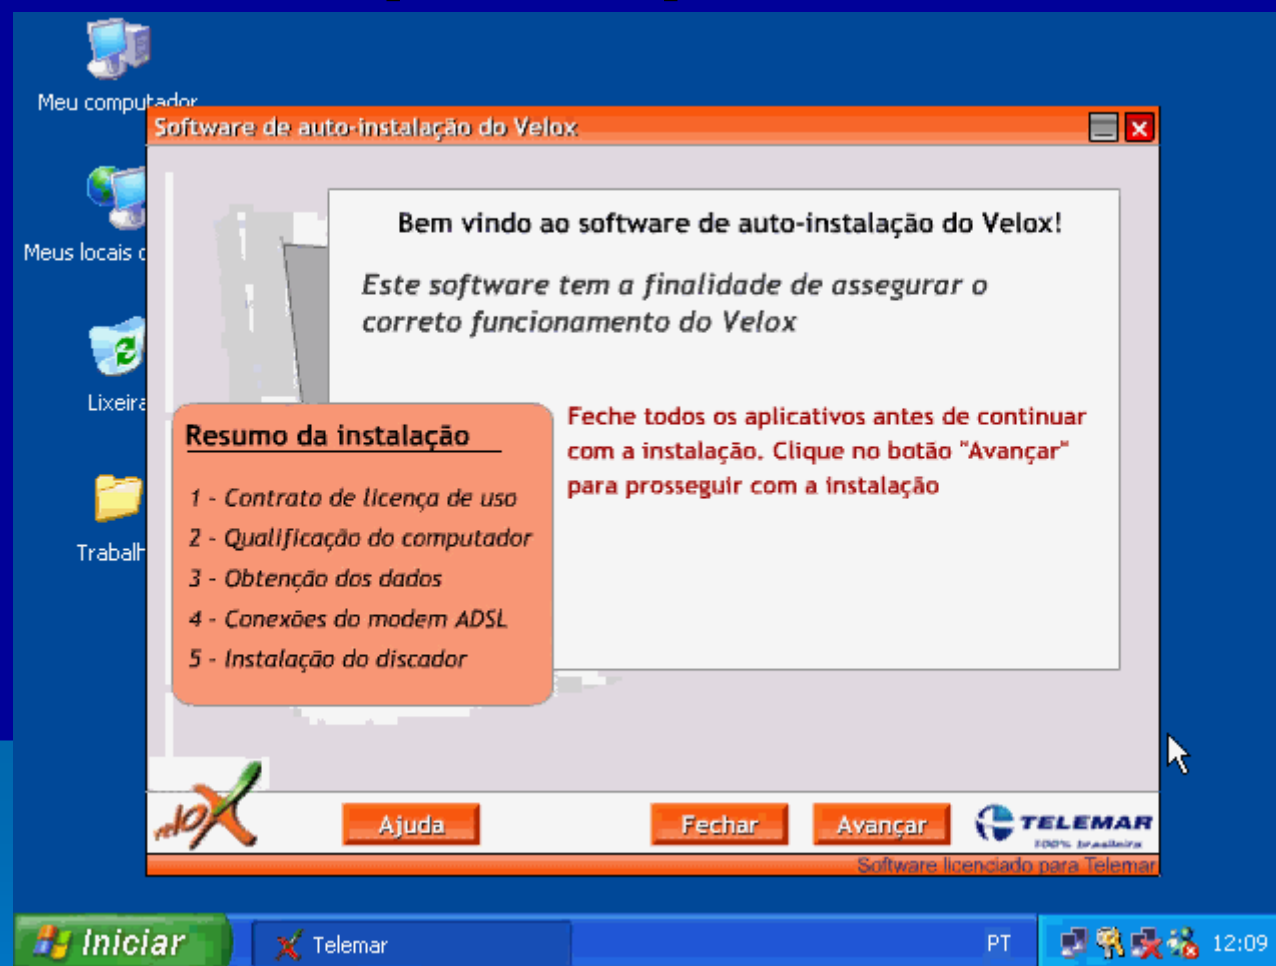 Meu computador
Software de auto-instalação do Velox
Bem vindo ao software de auto-instalação do Velox!
Meus locais
Este software tem a finalidade de assegurar o
correto funcionamento do Velox
Lixeira
Feche todos os aplicativos antes de continuar
com a instalação. Clique no botão "Avançar"
para prosseguir com a instalação
Resumo da instalação
1 - Contrato de licença de uso
2 - Qualificação do computador
3 - Obtenção dos dados
4 - Conexões do modem ADSL
5 - Instalação do discador
Trabalh
velox
Ajuda
Fechar
Avançar
TELEMAR
100% brasileira
Software licenciado para Telemar
Iniciar
Telemar
PT
12:09